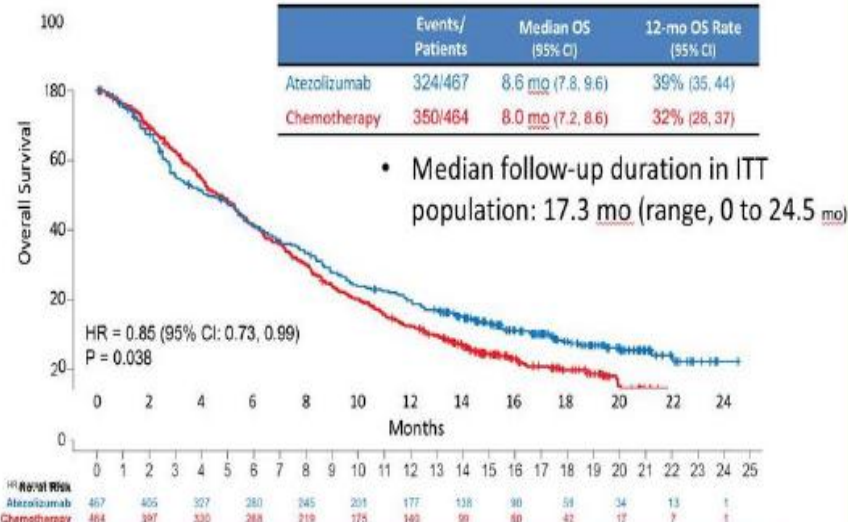 100
Events/ Patients Median OS (95% CI) 12-mo OS Rate (95% CI)
Atezolizumab 324/467 8.6 mo (7.8, 9.6) 39% (35, 44)
Chemotherapy 350/464 8.0 mo (7.2, 8.6) 32% (28, 37)
• Median follow-up duration in ITT
population: 17.3 mo (range, 0 to 24.5 mo)
Overall Survival
180
60
40
20
20
0
HR = 0.85 (95% CI: 0.73, 0.99)
P = 0.038
0 2 4 6 8 10 12 14 16 18 20 22 24
Months
0 1 2 3 4 5 6 7 8 9 10 11 12 13 14 15 16 17 18 19 20 21 22 23 24 25
HR
No. at Risk
Atezolizumab 467 405 327 280 245 201 177 138 90 34 13 1
Chemotherapy 464 397 330 268 219 175 140 99 42 17 7 1